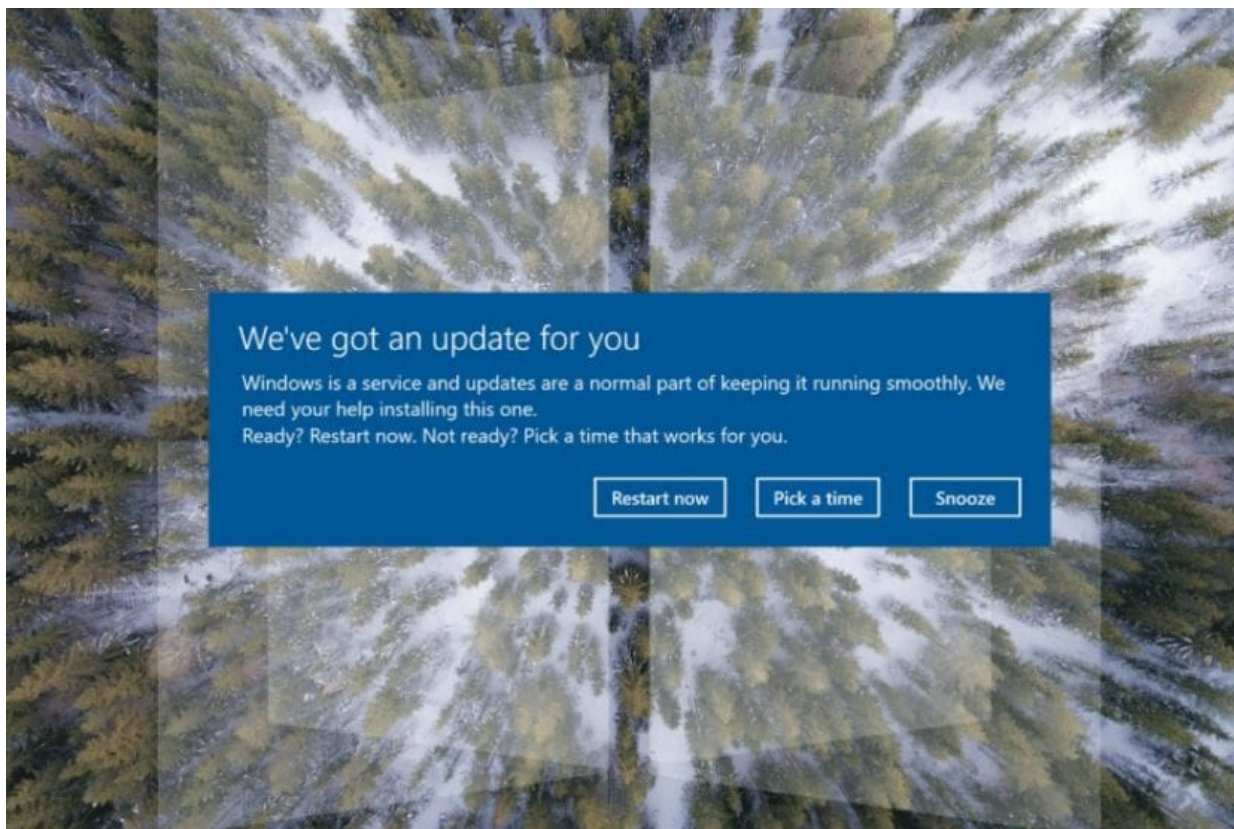 We've got an update for you
Windows is a service and updates are a normal part of keeping it running smoothly. We
need your help installing this one.
Ready? Restart now. Not ready? Pick a time that works for you.
Restart now Pick a time Snooze